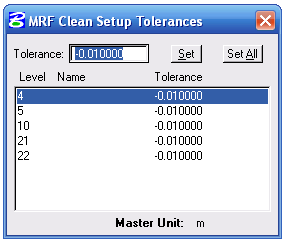 MRF Clean Setup Tolerances
Tolerance: -0.010000 Set Set All
Level Name Tolerance
4 -0.010000
5 -0.010000
10 -0.010000
21 -0.010000
22 -0.010000
Master Unit: m